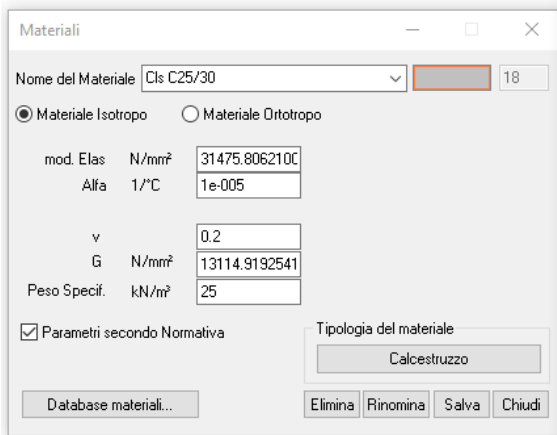 Materiali
Nome del Materiale Cls C25/30 18
Materiale Isotropo Materiale Ortotropo
mod. Elas N/mm² 31475.806210
Alfa 1/°C 1e-005
v 0.2
G N/mm² 13114.9192541
Peso Specif. kN/m³ 25
Parametri secondo Normativa
Tipologia del materiale
Calcestruzzo
Database materiali... Elimina Rinomina Salva Chiudi